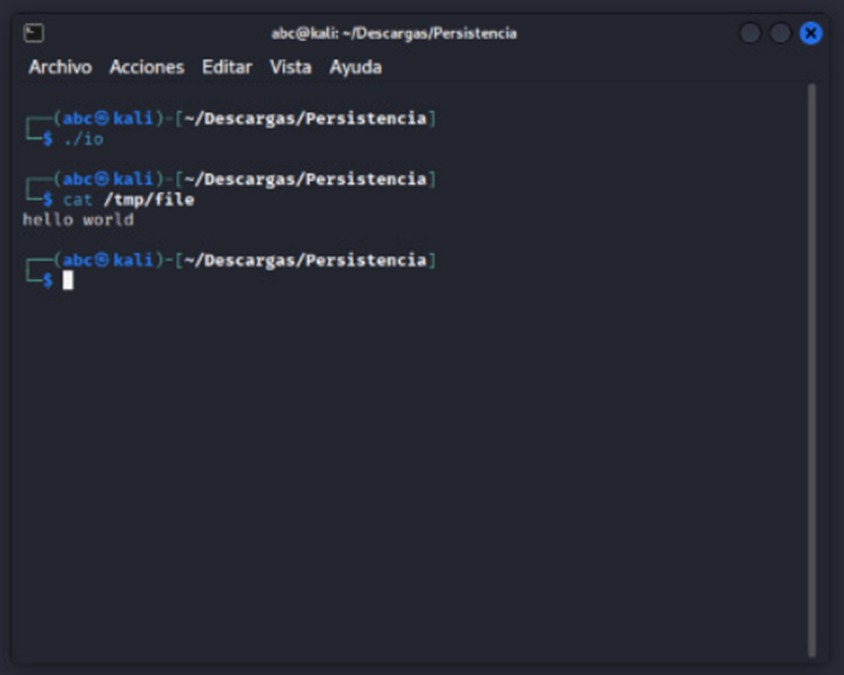 abc@kali: ~/Descargas/Persistencia
Archivo Acciones Editar Vista Ayuda
┌──(abc㉿kali)-[~/Descargas/Persistencia]
└─$ ./io
┌──(abc㉿kali)-[~/Descargas/Persistencia]
└─$ cat /tmp/file
hello world
┌──(abc㉿kali)-[~/Descargas/Persistencia]
└─$